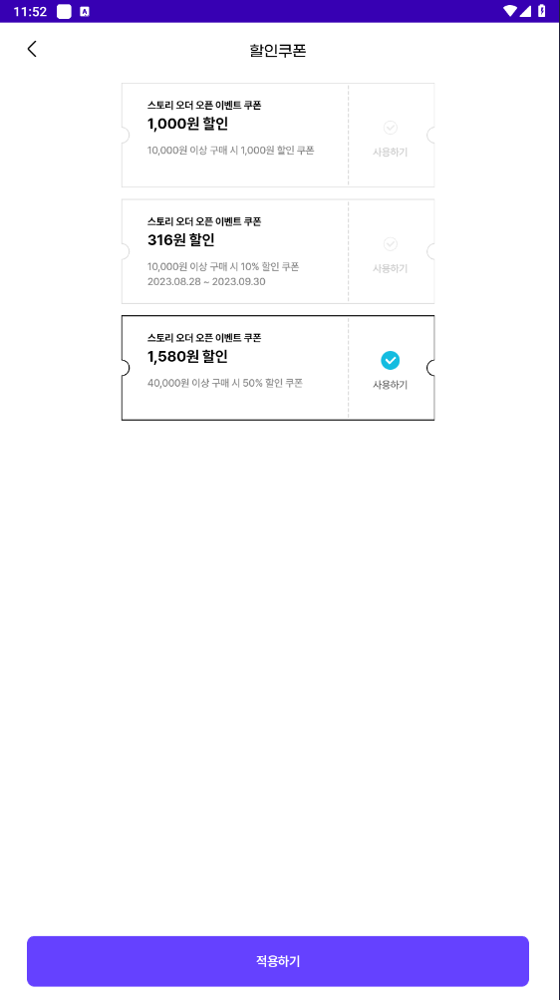 11:52
A
할인쿠폰
스토리 오더 오픈 이벤트 쿠폰
1,000원 할인
10,000원 이상 구매 시 1,000원 할인 쿠폰
사용하기
스토리 오더 오픈 이벤트 쿠폰
316원 할인
10,000원 이상 구매 시 10% 할인 쿠폰
2023.08.28 ~ 2023.09.30
사용하기
스토리 오더 오픈 이벤트 쿠폰
1,580원 할인
40,000원 이상 구매 시 50% 할인 쿠폰
사용하기
적용하기